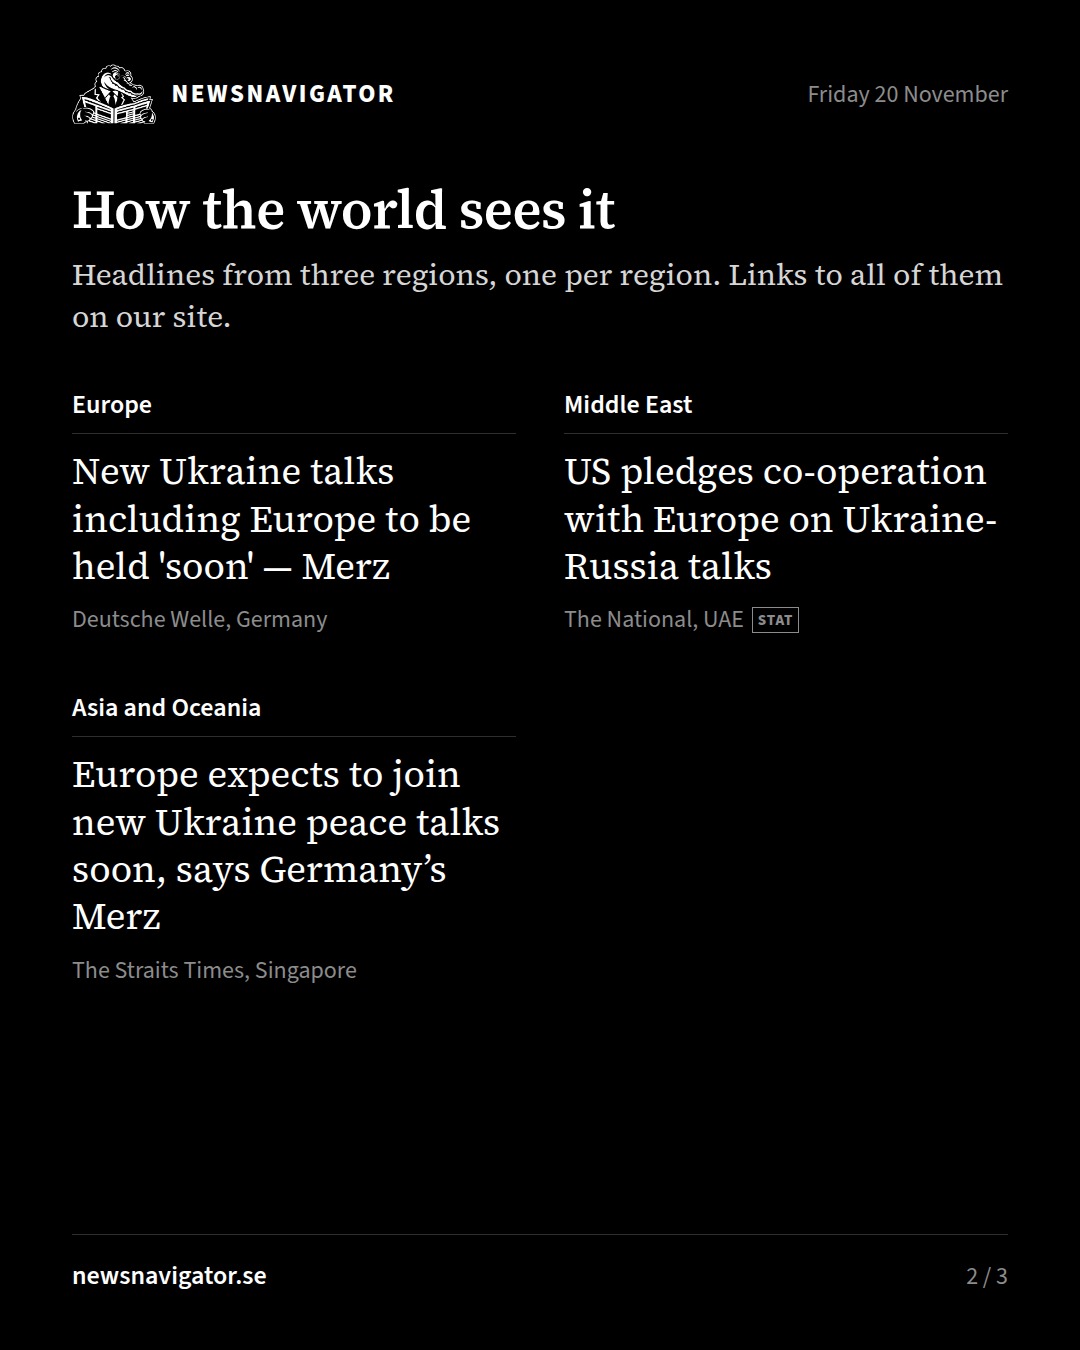 NEWSNAVIGATOR
Friday 20 November
How the world sees it
Headlines from three regions, one per region. Links to all of them
on our site.
Europe
New Ukraine talks
including Europe to be
held 'soon' — Merz
Deutsche Welle, Germany
Middle East
US pledges co-operation
with Europe on Ukraine-
Russia talks
The National, UAE STAT
Asia and Oceania
Europe expects to join
new Ukraine peace talks
soon, says Germany’s
Merz
The Straits Times, Singapore
newsnavigator.se
2 / 3